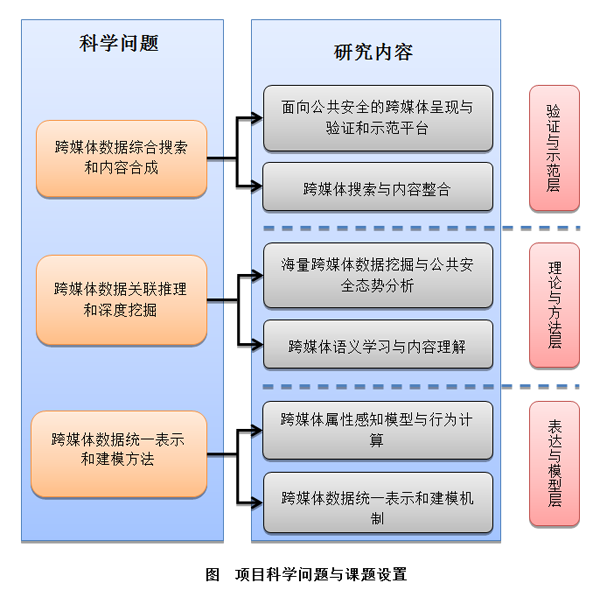 科学问题
研究内容
跨媒体数据综合搜索
和内容合成
面向公共安全的跨媒体呈现与
验证和示范平台
跨媒体搜索与内容整合
验证与示范层
跨媒体数据关联推理
和深度挖掘
海量跨媒体数据挖掘与公共安
全态势分析
跨媒体语义学习与内容理解
理论与方法层
跨媒体数据统一表示
和建模方法
跨媒体属性感知模型与行为计
算
跨媒体数据统一表示和建模机
制
表达与模型层
图 项目科学问题与课题设置